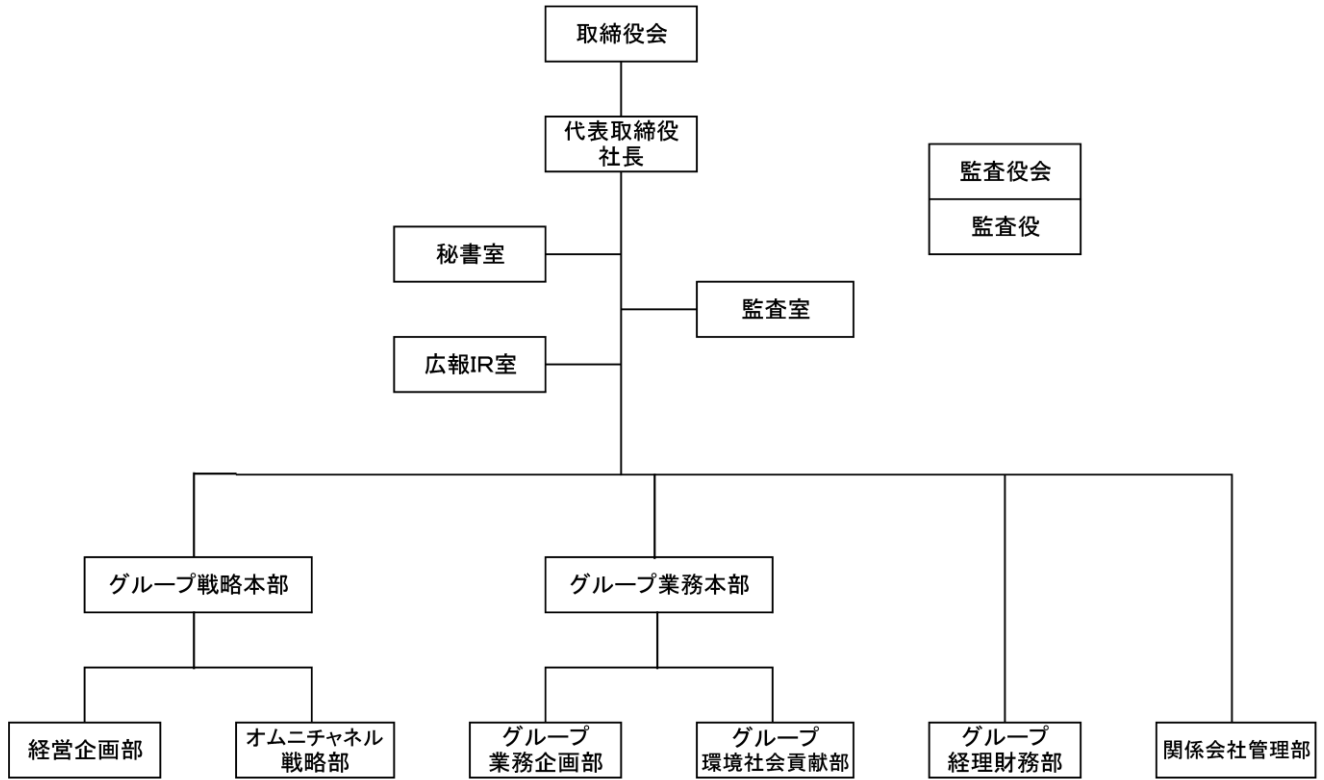 取締役会
代表取締役
社長
監査役会
監査役
秘書室
監査室
広報IR室
グループ戦略本部
グループ業務本部
経営企画部
オムニチャネル
戦略部
グループ
業務企画部
グループ
環境社会貢献部
グループ
経理財務部
関係会社管理部